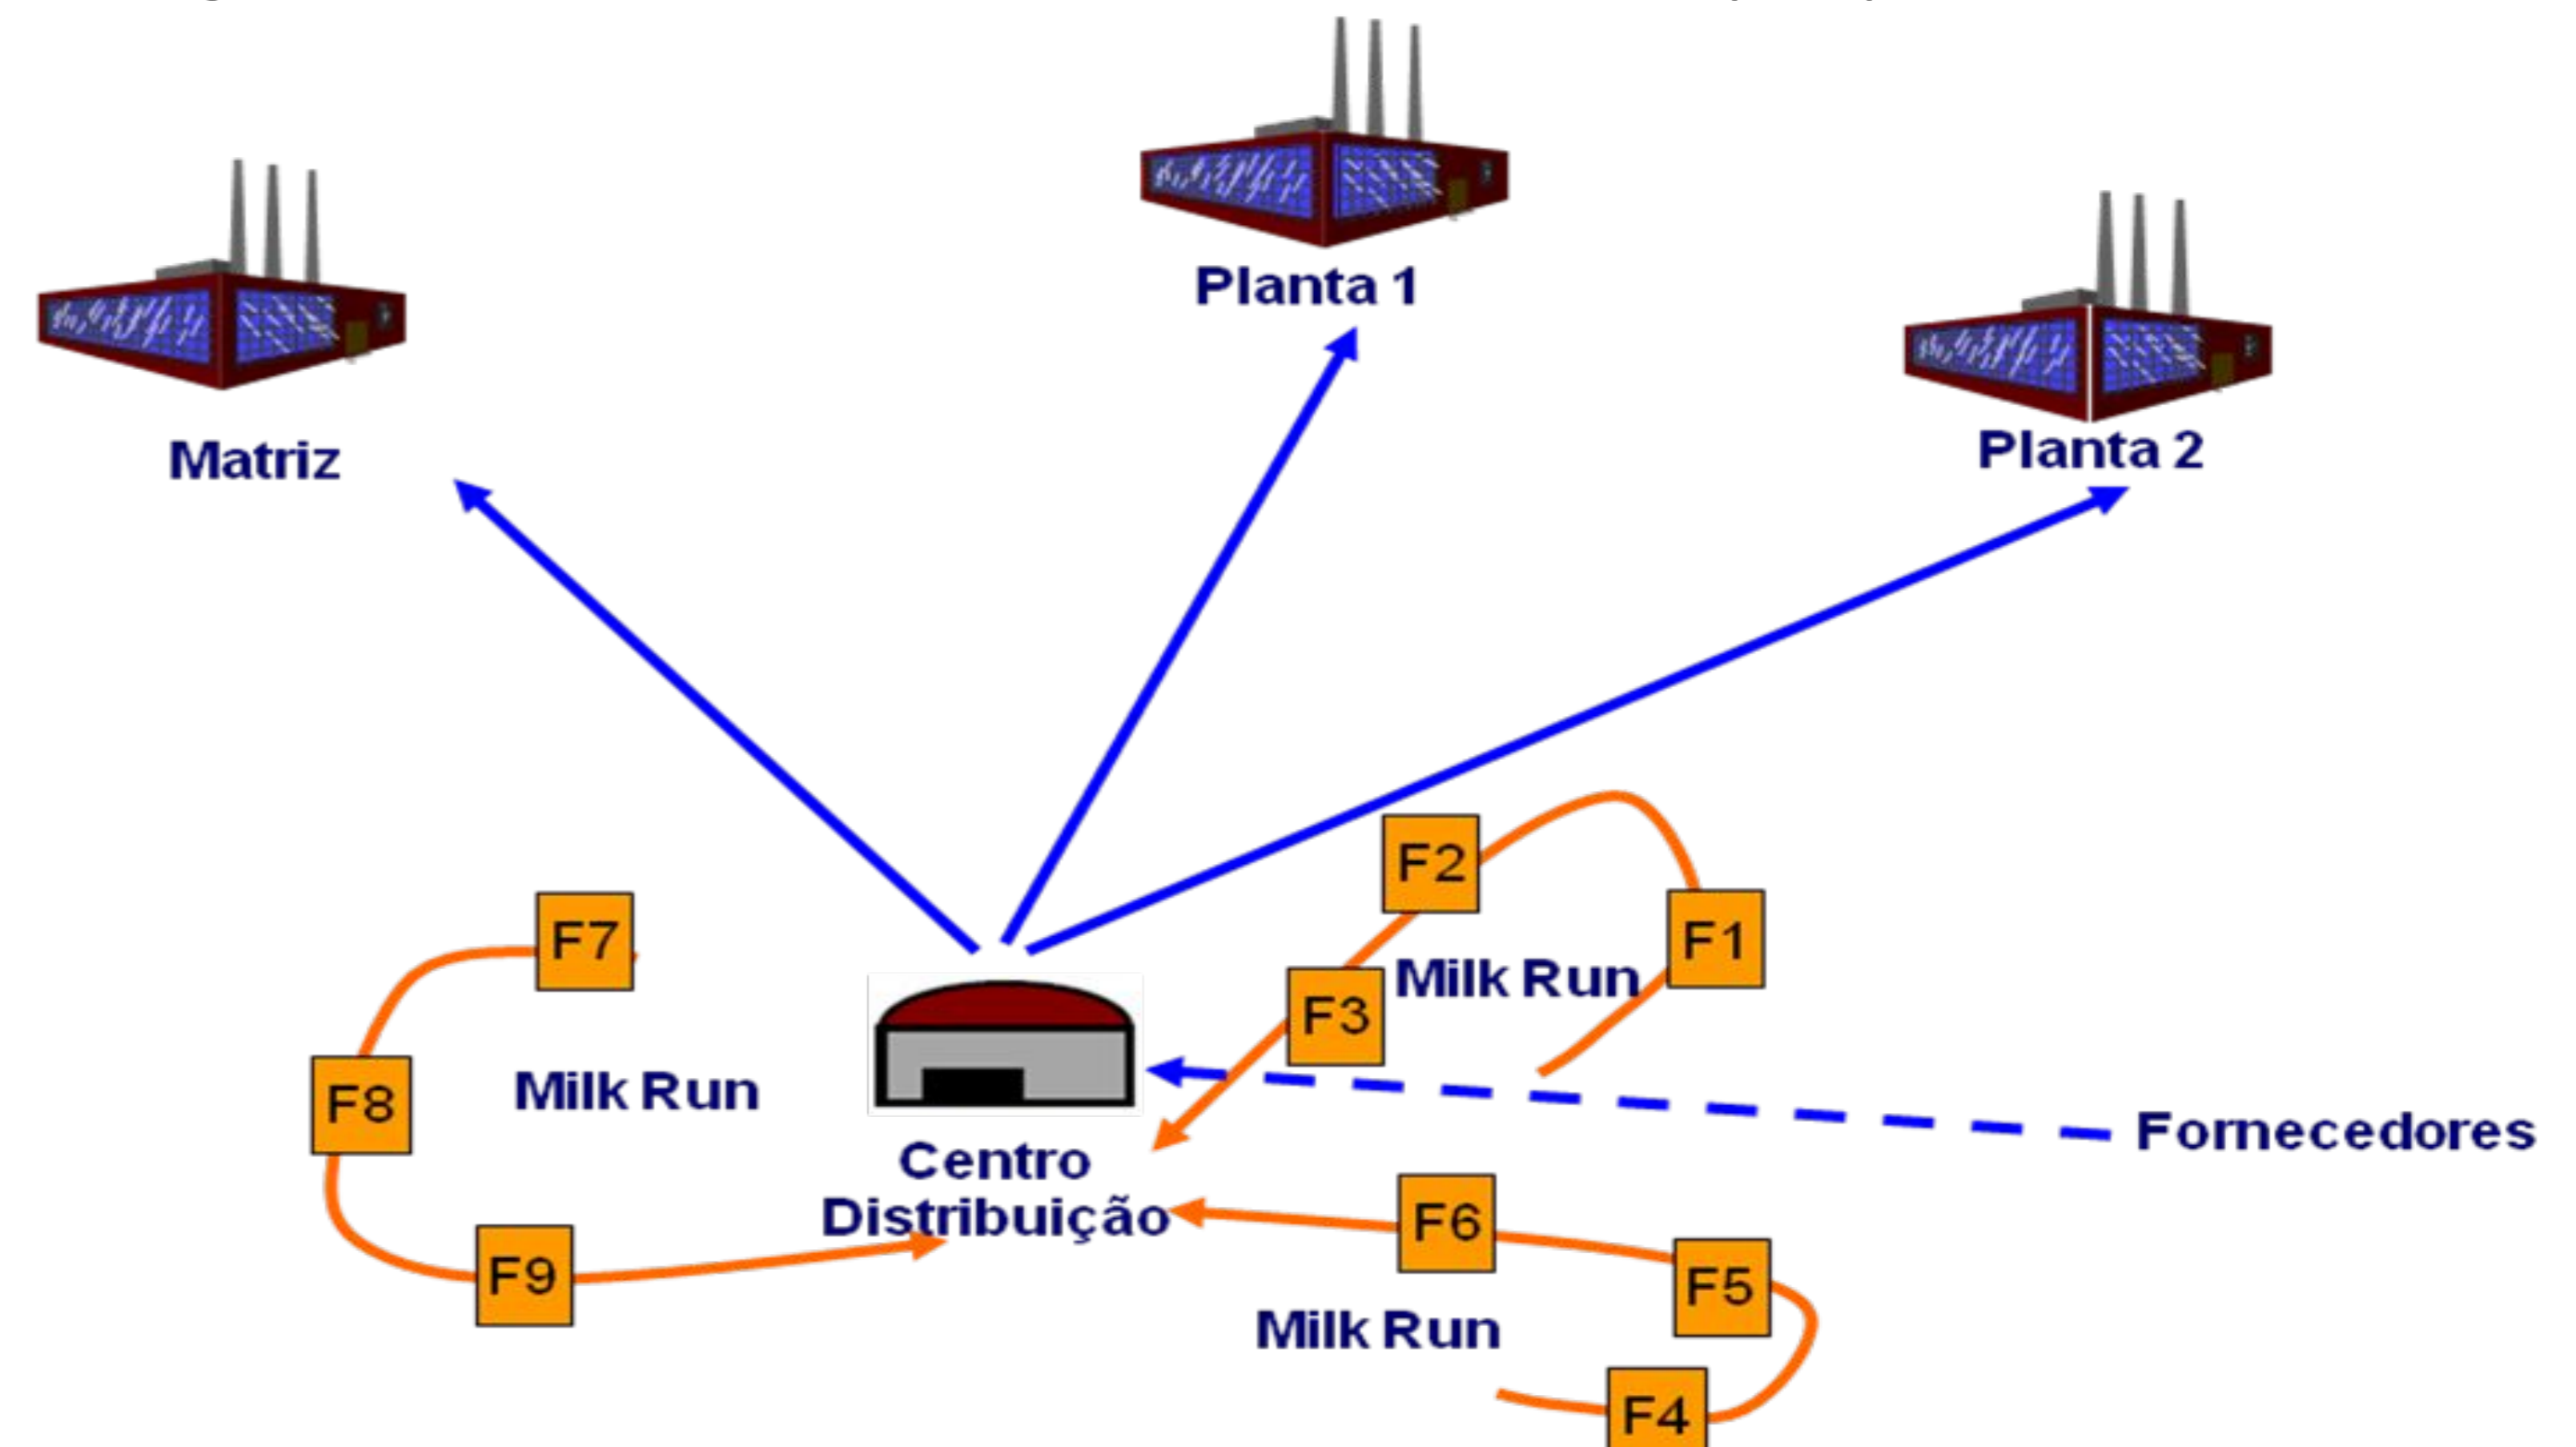 Planta 1
Matriz
Planta 2
F2
F7
F1
Milk Run
F3
Milk Run
F8
Fornecedores
Centro
Distribuição
F6
F9
F5
Milk Run
F4